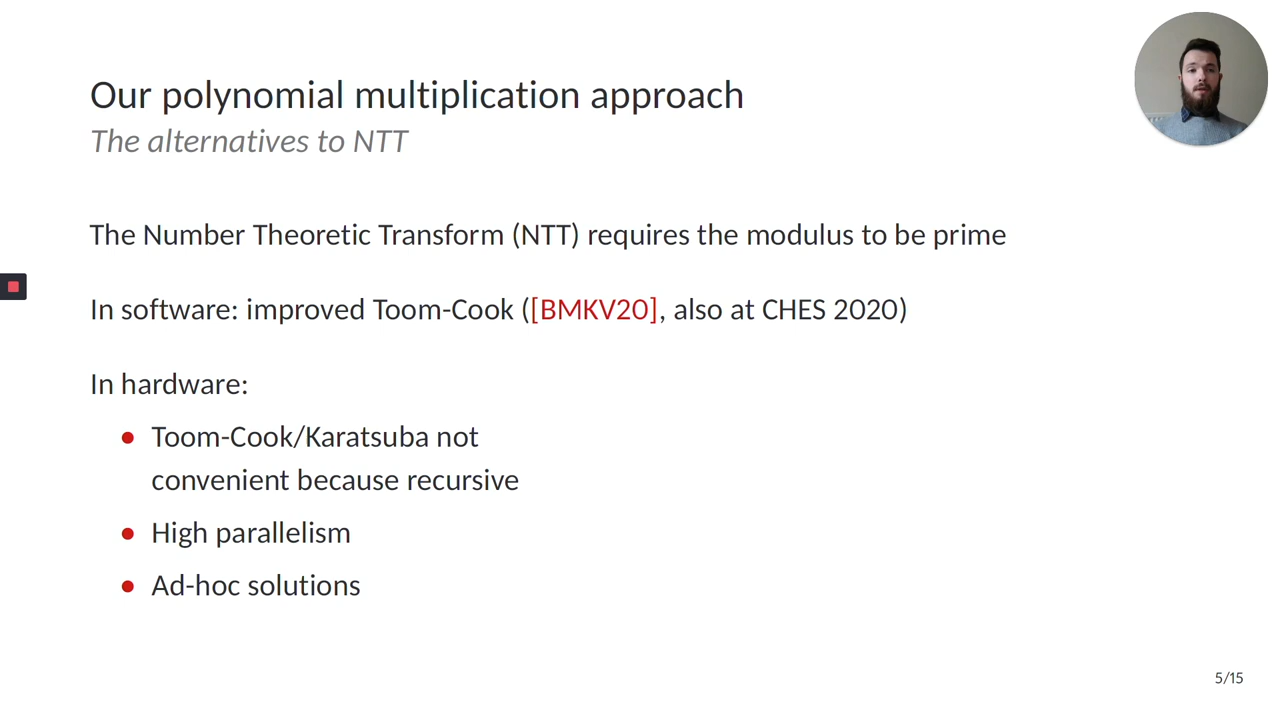 Our polynomial multiplication approach
The alternatives to NTT
The Number Theoretic Transform (NTT) requires the modulus to be prime
In software: improved Toom-Cook ([BMKV20], also at CHES 2020)
In hardware:
• Toom-Cook/Karatsuba not
convenient because recursive
• High parallelism
• Ad-hoc solutions
5/15